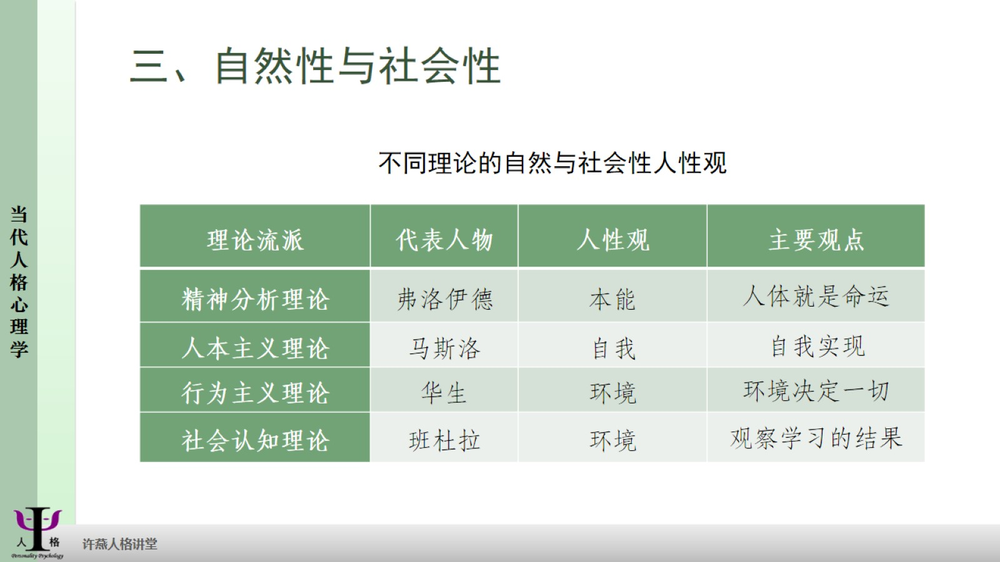 三、自然性与社会性
不同理论的自然与社会性人性观
理论流派 代表人物 人性观 主要观点
精神分析理论 弗洛伊德 本能 人体就是命运
人本主义理论 马斯洛 自我 自我实现
行为主义理论 华生 环境 环境决定一切
社会认知理论 班杜拉 环境 观察学习的结果
当代人格心理学
人格
Personality Psychology
许燕人格讲堂